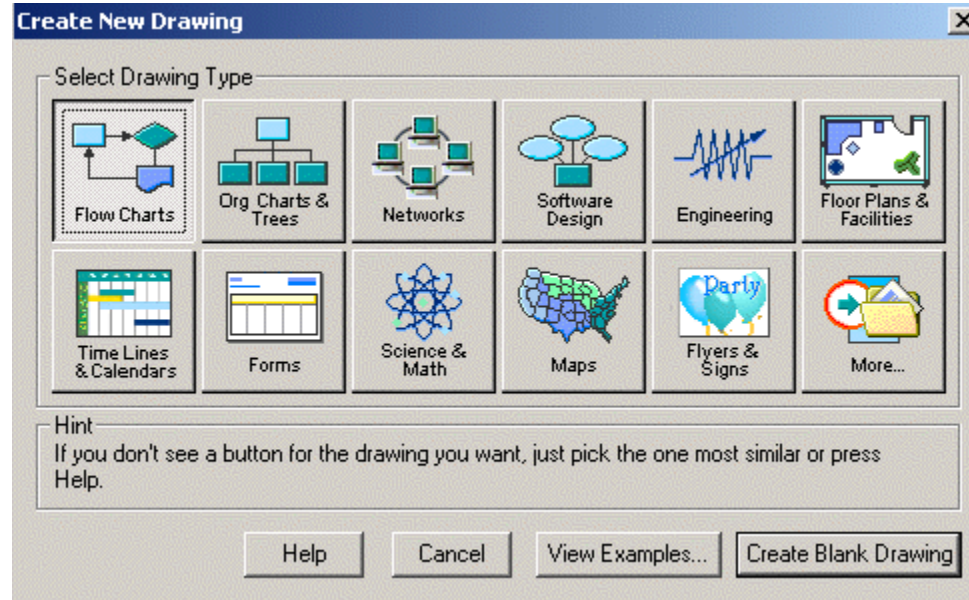 Create New Drawing
Select Drawing Type
Flow Charts
Org Charts &
Trees
Networks
Software
Design
Engineering
Floor Plans &
Facilities
Time Lines
& Calendars
Forms
Science &
Math
Maps
Party
Flyers &
Signs
More...
Hint
If you don't see a button for the drawing you want, just pick the one most similar or press
Help.
Help
Cancel
View Examples...
Create Blank Drawing